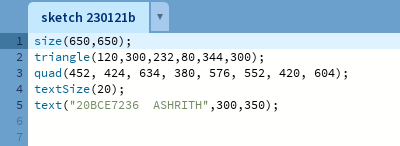 sketch 230121b ▼
1 size(650,650);
2 triangle(120,300,232,80,344,300);
3 quad(452, 424, 634, 380, 576, 552, 420, 604);
4 textSize(20);
5 text("20BCE7236  ASHRITH",300,350);
6
7